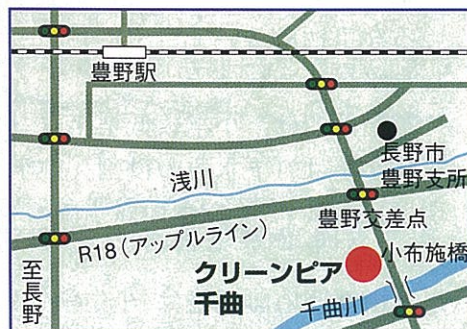 豊野駅
長野市
豊野支所
浅川
豊野交差点
R18(アップルライン)
小布施橋
クリーンピア
千曲
千曲川
至長野